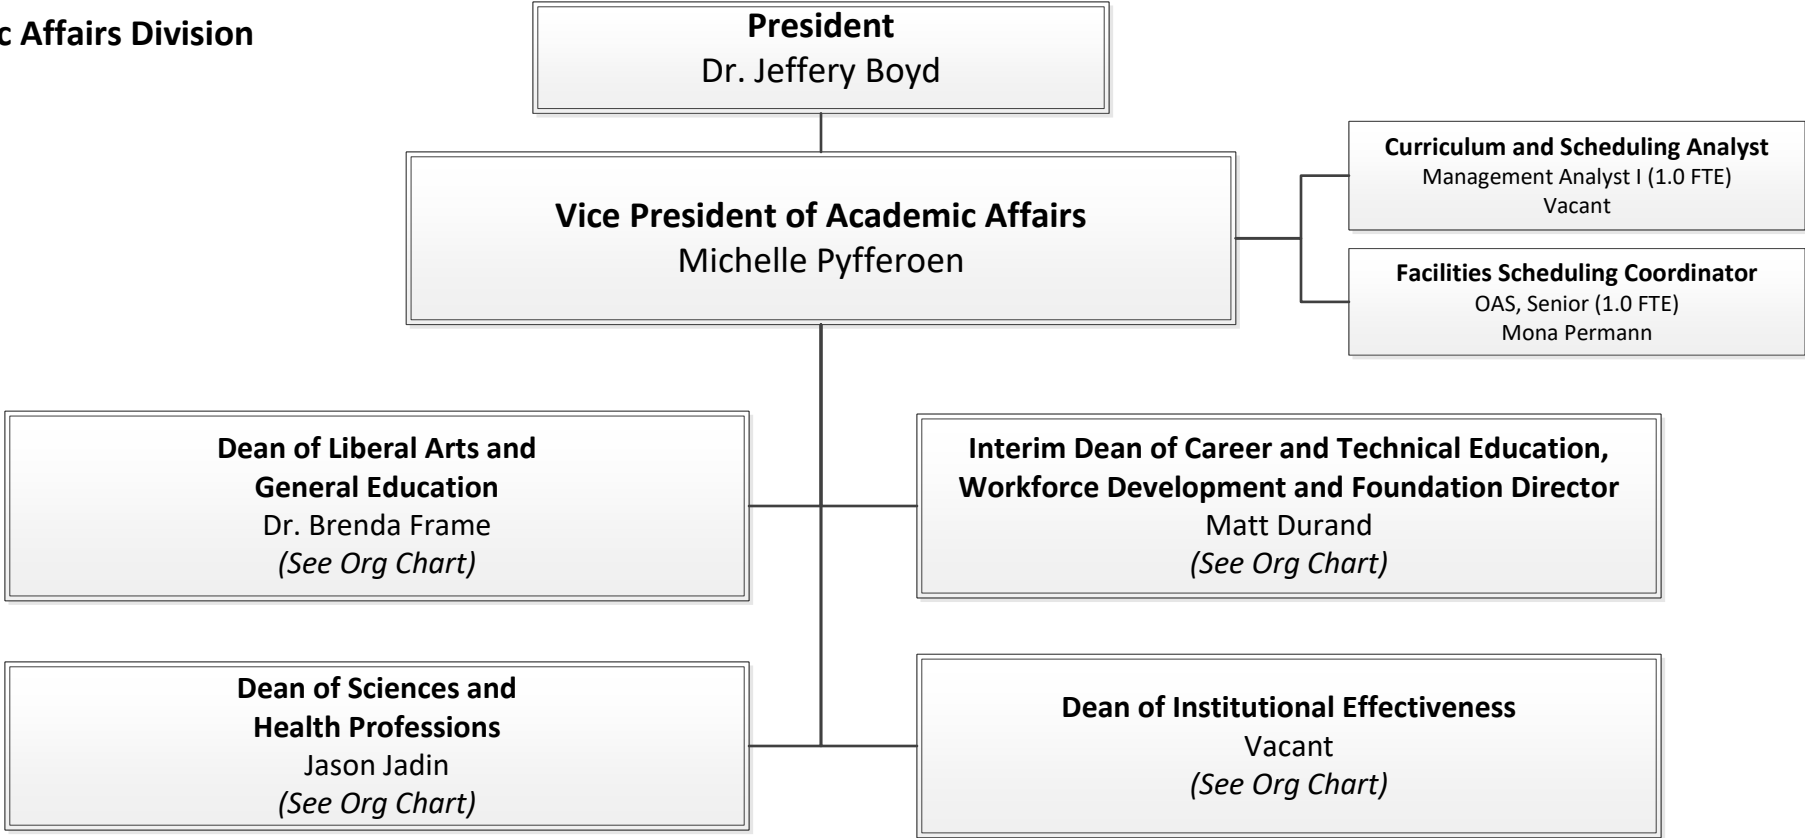 c Affairs Division
President
Dr. Jeffery Boyd
Vice President of Academic Affairs
Michelle Pyfferoen
Curriculum and Scheduling Analyst
Management Analyst I (1.0 FTE)
Vacant
Facilities Scheduling Coordinator
OAS, Senior (1.0 FTE)
Mona Permann
Dean of Liberal Arts and
General Education
Dr. Brenda Frame
(See Org Chart)
Interim Dean of Career and Technical Education,
Workforce Development and Foundation Director
Matt Durand
(See Org Chart)
Dean of Sciences and
Health Professions
Jason Jadin
(See Org Chart)
Dean of Institutional Effectiveness
Vacant
(See Org Chart)